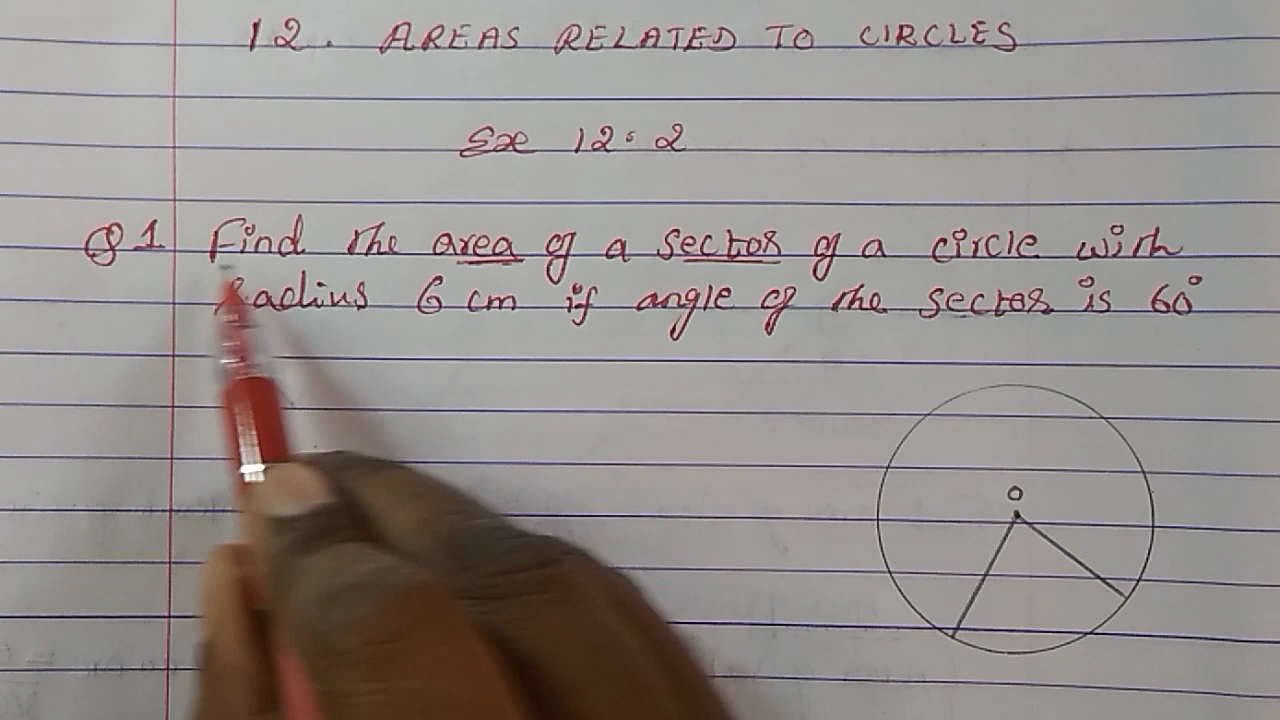 12. AREAS RELATED TO CIRCLES
Ex 12.2
Q1 Find the area of a sector of a circle with
Radius 6 cm if angle of the sector is 60°
O